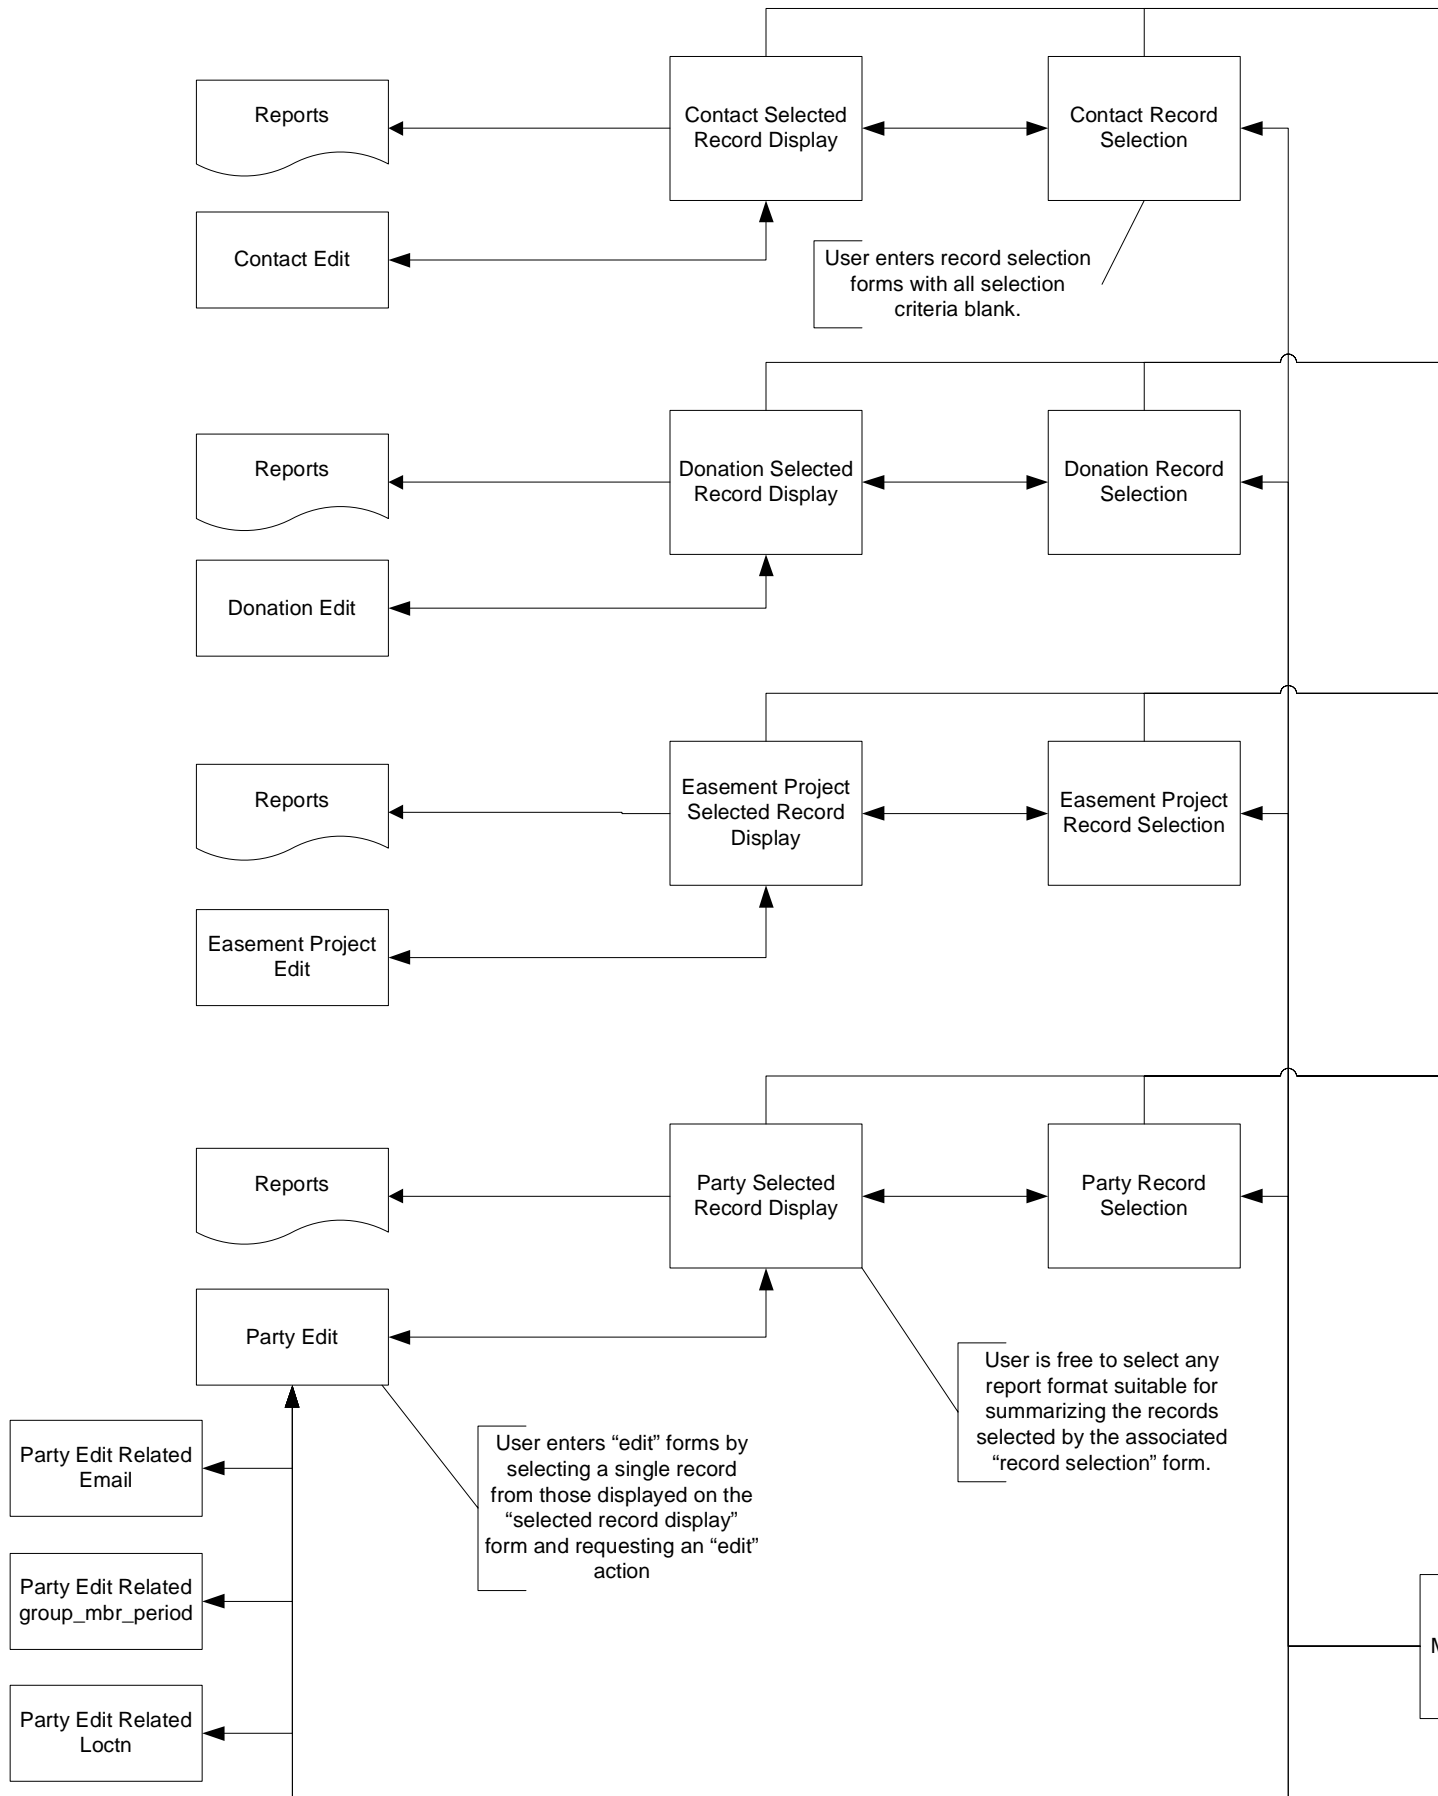 Reports
Contact Selected
Record Display
Contact Record
Selection
Contact Edit
User enters record selection
forms with all selection
criteria blank.
Reports
Donation Selected
Record Display
Donation Record
Selection
Donation Edit
Reports
Easement Project
Selected Record
Display
Easement Project
Record Selection
Easement Project
Edit
Reports
Party Selected
Record Display
Party Record
Selection
Party Edit
User is free to select any
report format suitable for
summarizing the records
selected by the associated
“record selection” form.
User enters “edit” forms by
selecting a single record
from those displayed on the
“selected record display”
form and requesting an “edit”
action
Party Edit Related
Email
Party Edit Related
group_mbr_period
Party Edit Related
Loctn